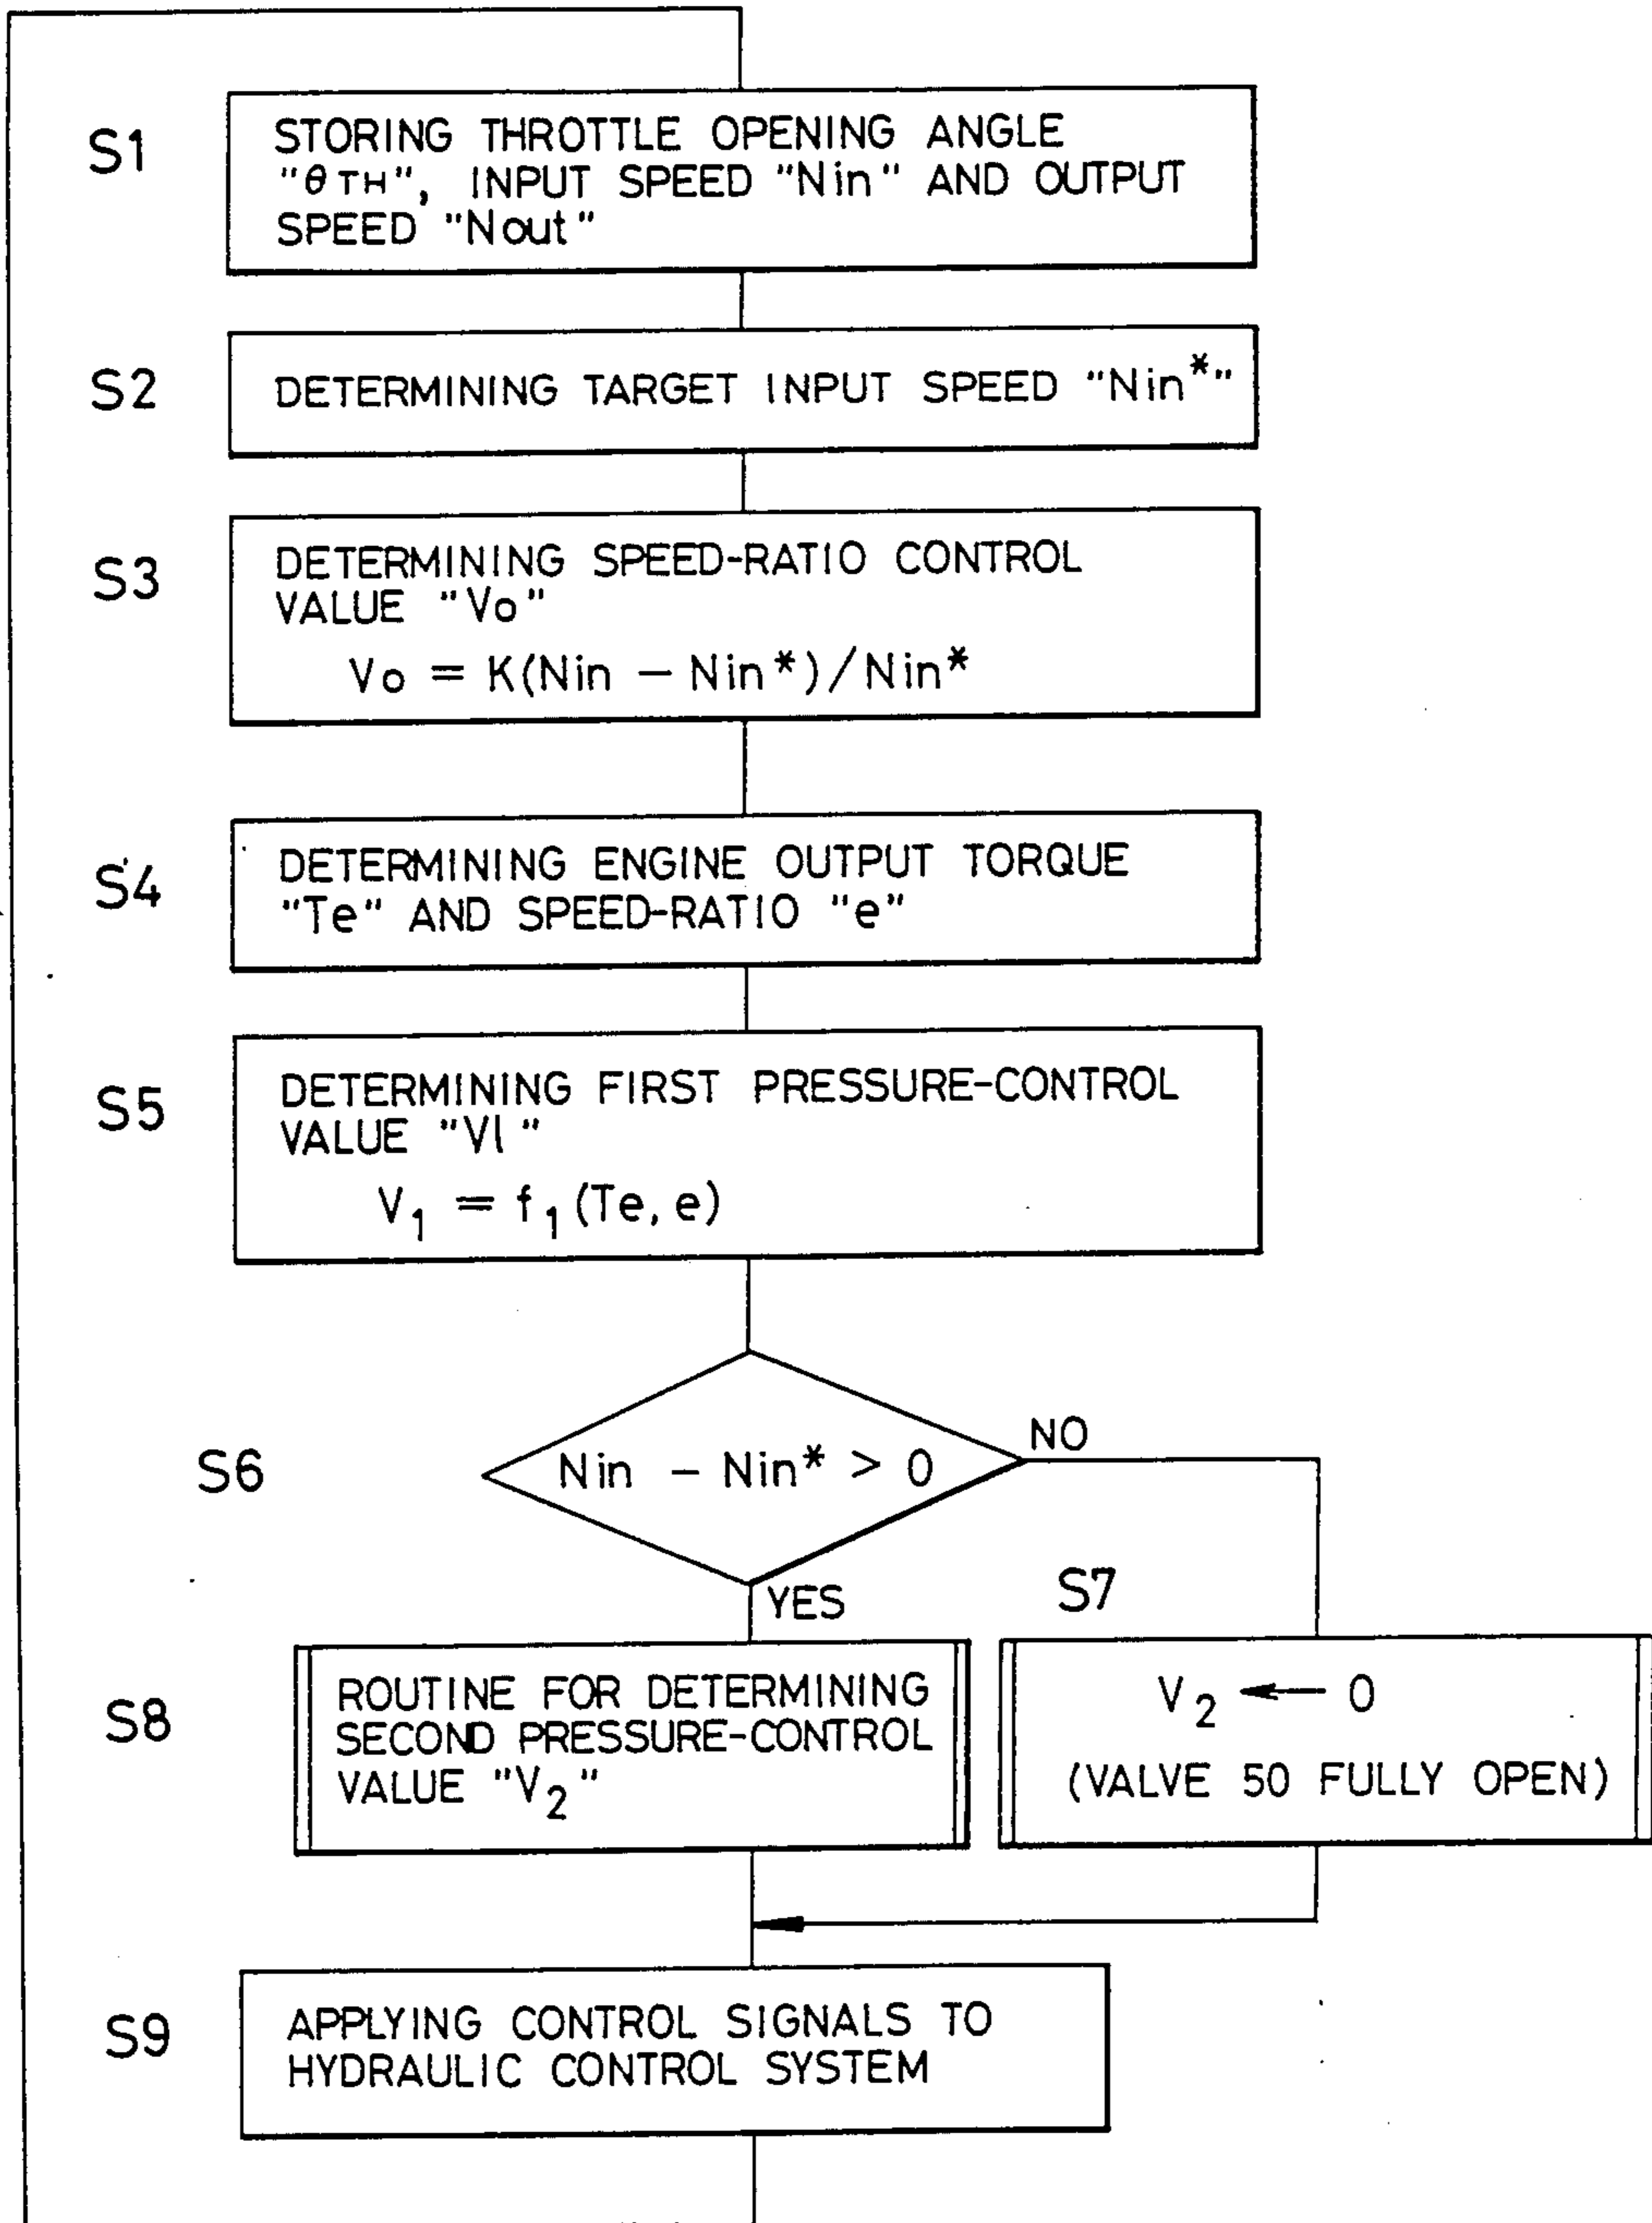 S1
STORING THROTTLE OPENING ANGLE
"θTH", INPUT SPEED "Nin" AND OUTPUT
SPEED "Nout"
S2
DETERMINING TARGET INPUT SPEED "Nin*"
S3
DETERMINING SPEED-RATIO CONTROL
VALUE "Vo"
Vo = K(Nin - Nin*)/Nin*
S4
DETERMINING ENGINE OUTPUT TORQUE
"Te" AND SPEED-RATIO "e"
S5
DETERMINING FIRST PRESSURE-CONTROL
VALUE "Vl"
V₁ = f₁(Te, e)
S6
Nin - Nin* > 0
NO
YES
S7
V₂ ← 0
(VALVE 50 FULLY OPEN)
S8
ROUTINE FOR DETERMINING
SECOND PRESSURE-CONTROL
VALUE "V₂"
S9
APPLYING CONTROL SIGNALS TO
HYDRAULIC CONTROL SYSTEM